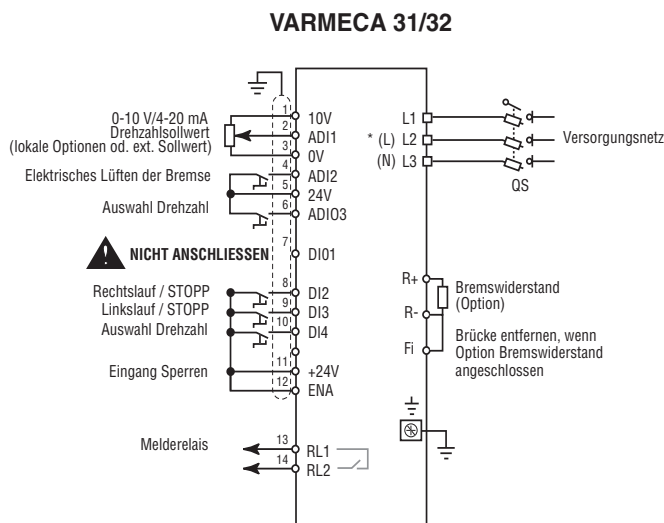 VARMECA 31/32
0-10 V/4-20 mA
Drehzahlsollwert
(lokale Optionen od. ext. Sollwert)
Elektrisches Lüften der Bremse
Auswahl Drehzahl
NICHT ANSCHLIESSEN
Rechtslauf / STOPP
Linkslauf / STOPP
Auswahl Drehzahl
Eingang Sperren
Melderelais
1 10V
2 ADI1
3 0V
4 ADI2
5 24V
6 ADIO3
7 DI01
8 DI2
9 DI3
10 DI4
11 +24V
12 ENA
13 RL1
14 RL2
L1
* (L) L2
(N) L3
QS
Versorgungsnetz
R+
R-
Fi
Bremswiderstand
(Option)
Brücke entfernen, wenn
Option Bremswiderstand
angeschlossen